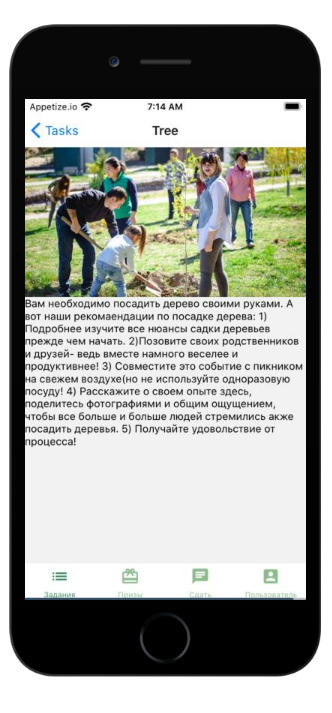 Appetize.io 7:14 AM
Tasks Tree
Вам необходимо посадить дерево своими руками. А
вот наши рекомаендации по посадке дерева: 1)
Подробнее изучите все нюансы садки деревьев
прежде чем начать. 2)Позовите своих родственников
и друзей- ведь вместе намного веселее и
продуктивнее! 3) Совместите это событие с пикником
на свежем воздухе(но не используйте одноразовую
посуду! 4) Расскажите о своем опыте здесь,
поделитесь фотографиями и общим ощущением,
чтобы все больше и больше людей стремились акже
посадить деревья. 5) Получайте удовольствие от
процесса!
Задания Призы Сдать Пользователь